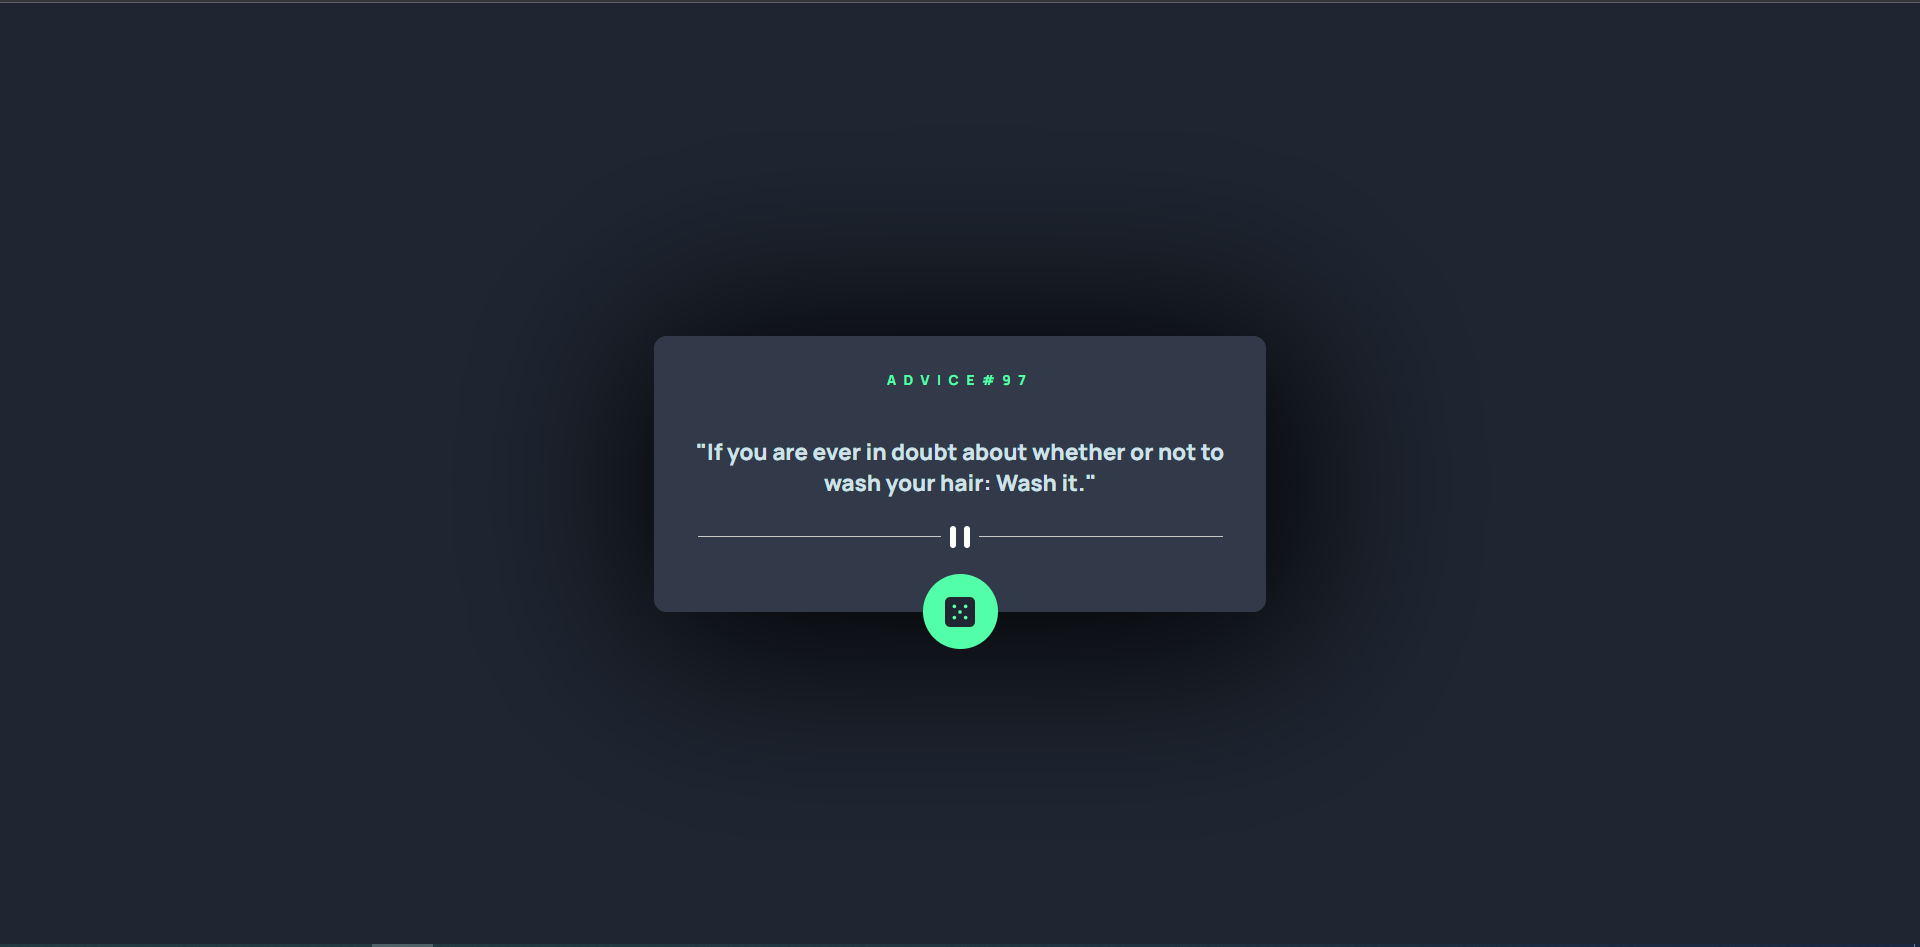 ADVICE#97
"If you are ever in doubt about whether or not to
wash your hair: Wash it."